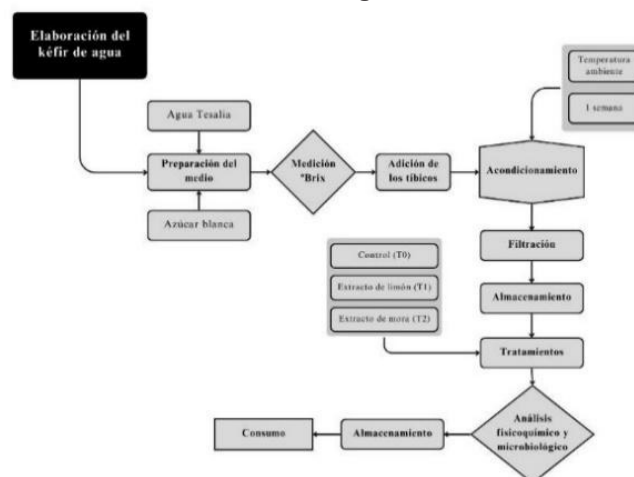 Elaboración del
kéfir de agua
Temperatura
ambiente
1 semana
Agua Tesalia
Preparación del
medio
Azúcar blanca
Medición
°Brix
Adición de
los tíbicos
Acondicionamiento
Filtración
Almacenamiento
Control (T0)
Extracto de limón (T1)
Extracto de mora (T2)
Tratamientos
Análisis
fisicoquímico y
microbiológico
Almacenamiento
Consumo